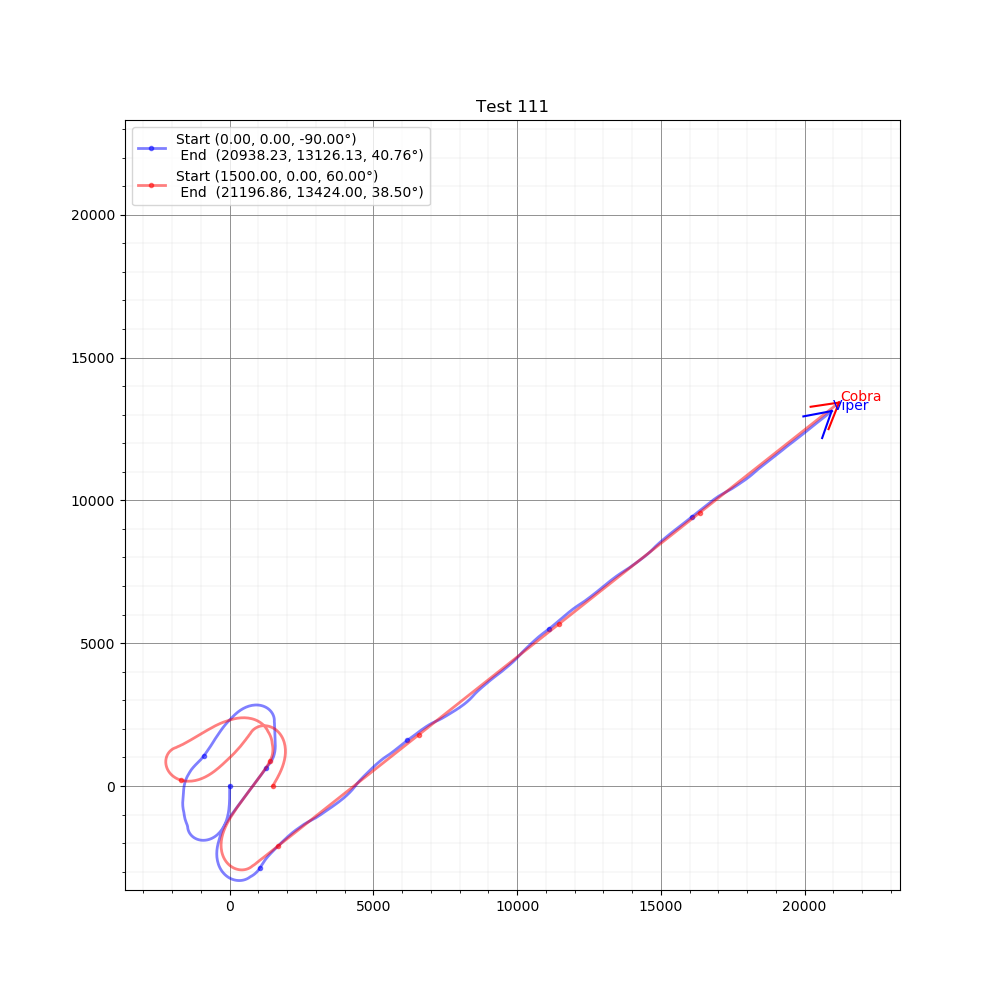 Test 111
Start (0.00, 0.00, -90.00°)
End  (20938.23, 13126.13, 40.76°)
Start (1500.00, 0.00, 60.00°)
End  (21196.86, 13424.00, 38.50°)
20000
15000
Cobra
Viper
10000
5000
0
0 5000 10000 15000 20000